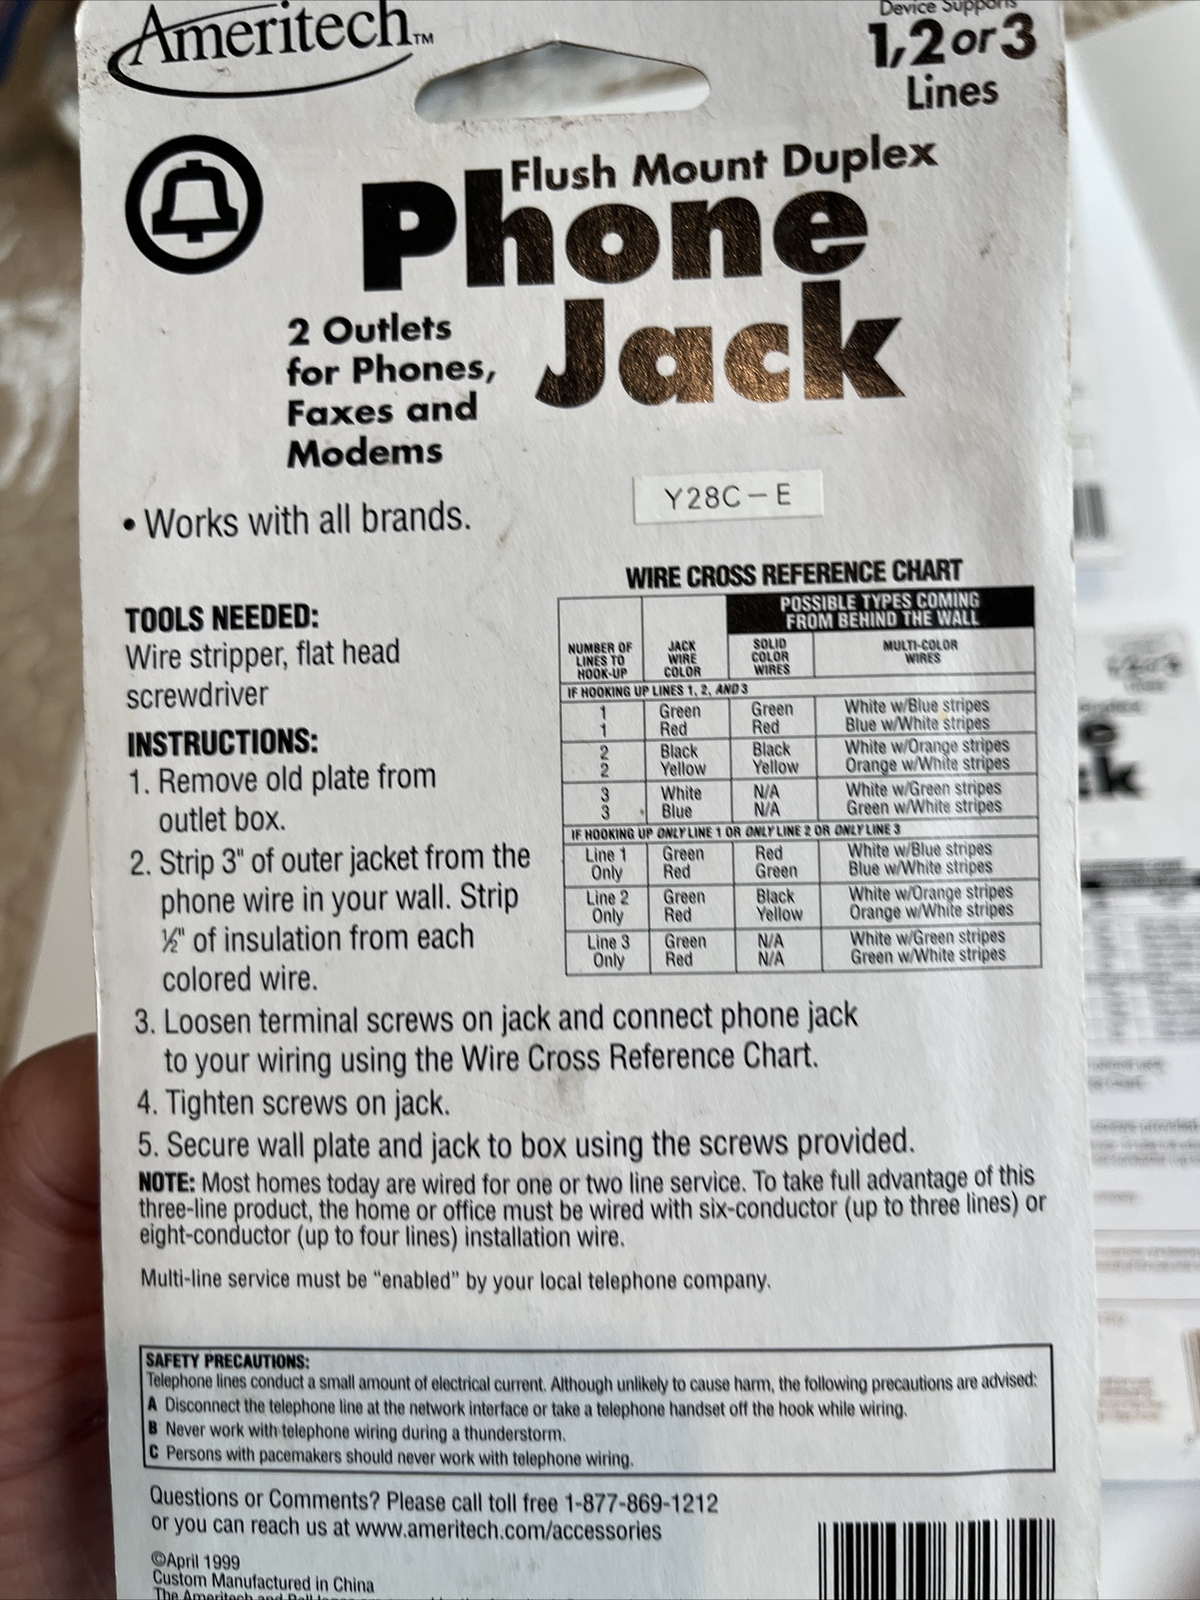 Ameritech™
Device Supports
1,2 or 3
Lines
Flush Mount Duplex
Phone
Jack
2 Outlets
for Phones,
Faxes and
Modems
• Works with all brands.
Y28C-E
TOOLS NEEDED:
Wire stripper, flat head
screwdriver
INSTRUCTIONS:
1. Remove old plate from
outlet box.
2. Strip 3" of outer jacket from the
phone wire in your wall. Strip
½" of insulation from each
colored wire.
WIRE CROSS REFERENCE CHART
POSSIBLE TYPES COMING
FROM BEHIND THE WALL
NUMBER OF LINES TO HOOK-UP JACK WIRE COLOR SOLID COLOR WIRES MULTI-COLOR WIRES
IF HOOKING UP LINES 1, 2, AND 3
1 Green Green White w/Blue stripes
1 Red Red Blue w/White stripes
2 Black Black White w/Orange stripes
2 Yellow Yellow Orange w/White stripes
3 White N/A White w/Green stripes
3 Blue N/A Green w/White stripes
IF HOOKING UP ONLY LINE 1 OR ONLY LINE 2 OR ONLY LINE 3
Line 1 Green Red White w/Blue stripes
Only Red Green Blue w/White stripes
Line 2 Green Black White w/Orange stripes
Only Red Yellow Orange w/White stripes
Line 3 Green N/A White w/Green stripes
Only Red N/A Green w/White stripes
3. Loosen terminal screws on jack and connect phone jack
to your wiring using the Wire Cross Reference Chart.
4. Tighten screws on jack.
5. Secure wall plate and jack to box using the screws provided.
NOTE: Most homes today are wired for one or two line service. To take full advantage of this
three-line product, the home or office must be wired with six-conductor (up to three lines) or
eight-conductor (up to four lines) installation wire.
Multi-line service must be "enabled" by your local telephone company.
SAFETY PRECAUTIONS:
Telephone lines conduct a small amount of electrical current. Although unlikely to cause harm, the following precautions are advised:
A Disconnect the telephone line at the network interface or take a telephone handset off the hook while wiring.
B Never work with telephone wiring during a thunderstorm.
C Persons with pacemakers should never work with telephone wiring.
Questions or Comments? Please call toll free 1-877-869-1212
or you can reach us at www.ameritech.com/accessories
©April 1999
Custom Manufactured in China
The Ameritech and Bell